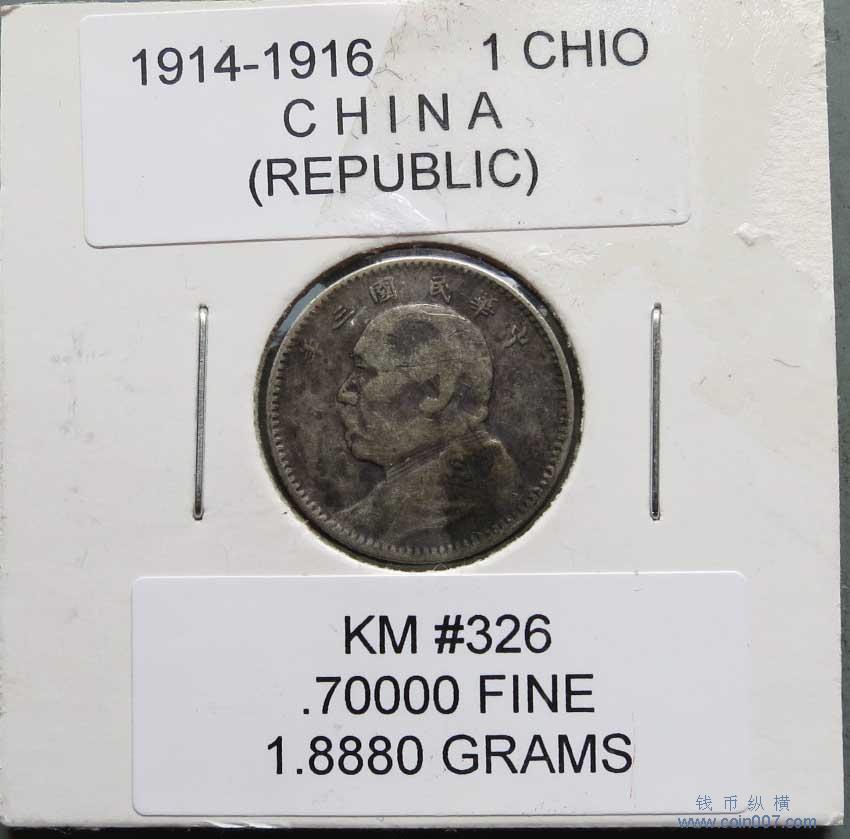 1914-1916 1 CHIO
CHINA
(REPUBLIC)
年三國民華中
KM #326
.70000 FINE
1.8880 GRAMS
钱币纵横
www.coin007.com